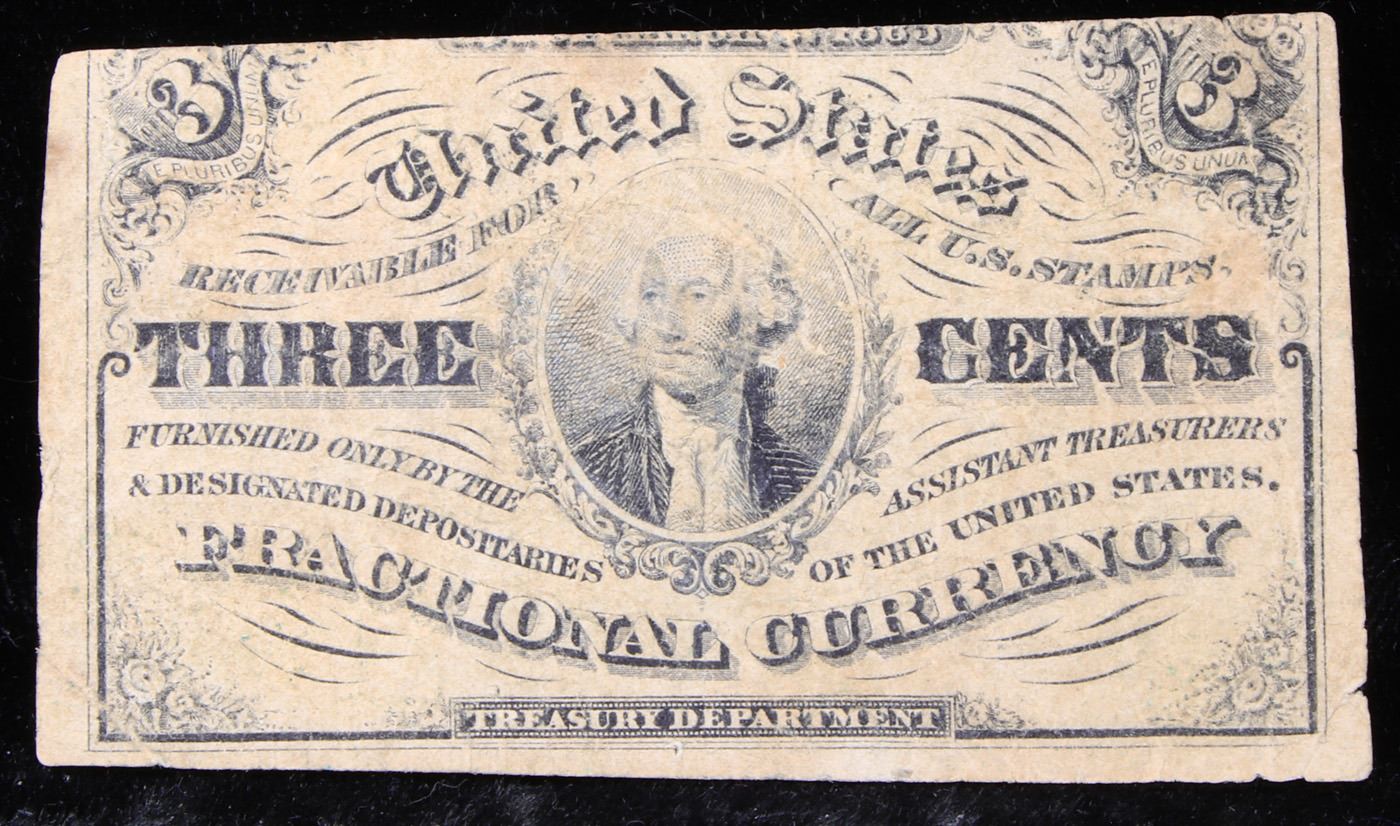 1863
3 3
E PLURIBUS UNUM E PLURIBUS UNUM
United States
RECEIVABLE FOR ALL U.S. STAMPS.
THREE CENTS
FURNISHED ONLY BY THE ASSISTANT TREASURERS
& DESIGNATED DEPOSITARIES OF THE UNITED STATES.
FRACTIONAL CURRENCY
TREASURY DEPARTMENT